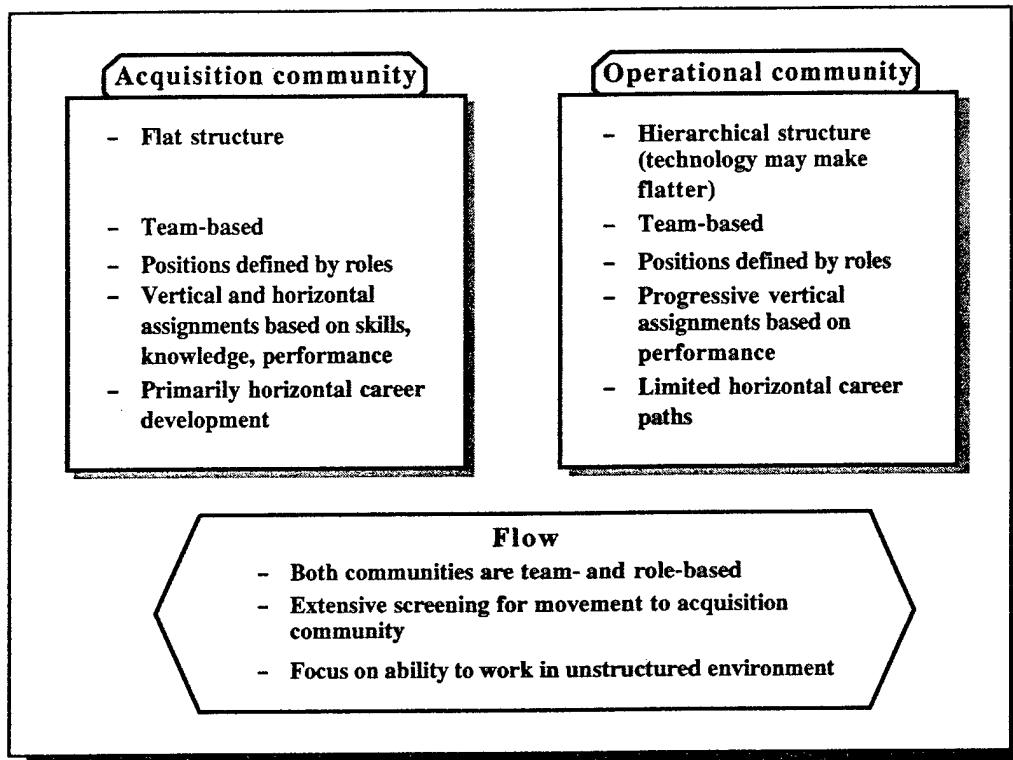 Acquisition community
– Flat structure
– Team-based
– Positions defined by roles
– Vertical and horizontal
assignments based on skills,
knowledge, performance
– Primarily horizontal career
development
Operational community
– Hierarchical structure
(technology may make
flatter)
– Team-based
– Positions defined by roles
– Progressive vertical
assignments based on
performance
– Limited horizontal career
paths
Flow
– Both communities are team- and role-based
– Extensive screening for movement to acquisition
community
– Focus on ability to work in unstructured environment